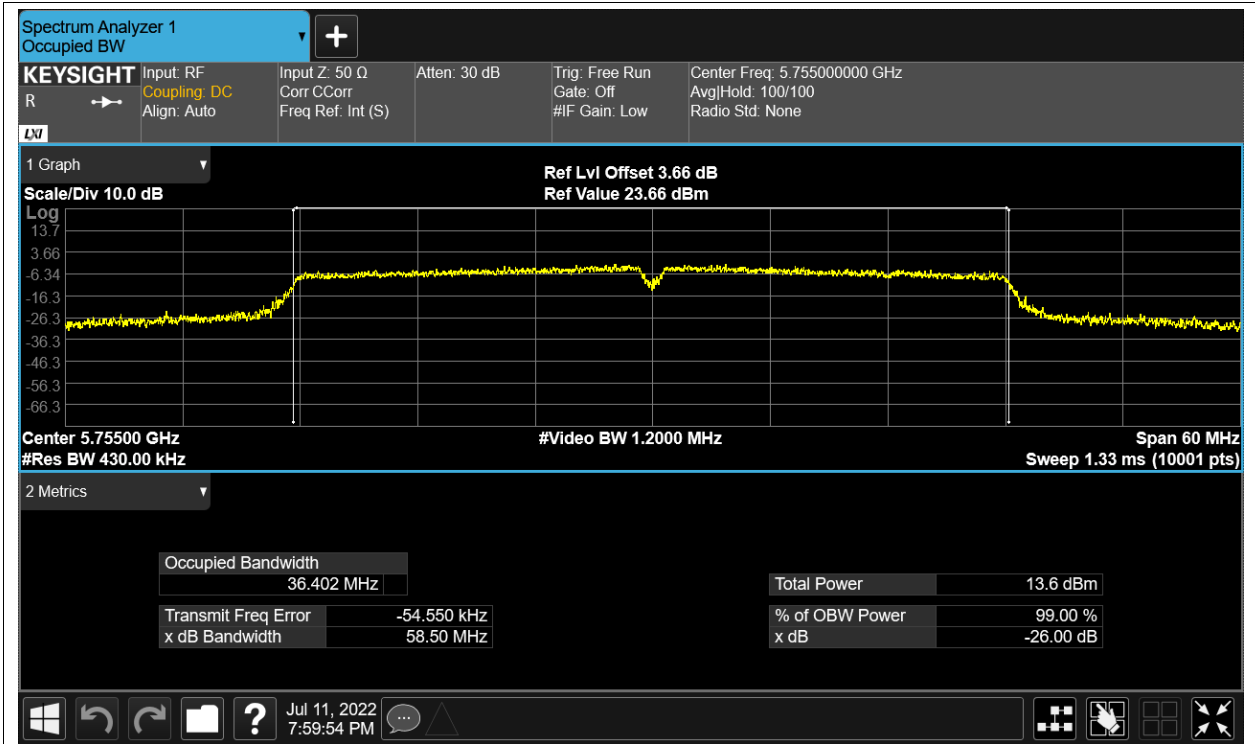 Spectrum Analyzer 1
Occupied BW
KEYSIGHT
R
LXI
Input: RF
Coupling: DC
Align: Auto
Input Z: 50 Ω
Corr CCorr
Freq Ref: Int (S)
Atten: 30 dB
Trig: Free Run
Gate: Off
#IF Gain: Low
Center Freq: 5.755000000 GHz
Avg|Hold: 100/100
Radio Std: None
1 Graph
Scale/Div 10.0 dB
Ref Lvl Offset 3.66 dB
Ref Value 23.66 dBm
Log
13.7
3.66
-6.34
-16.3
-26.3
-36.3
-46.3
-56.3
-66.3
Center 5.75500 GHz
#Res BW 430.00 kHz
#Video BW 1.2000 MHz
Span 60 MHz
Sweep 1.33 ms (10001 pts)
2 Metrics
Occupied Bandwidth
36.402 MHz
Transmit Freq Error -54.550 kHz
x dB Bandwidth 58.50 MHz
Total Power 13.6 dBm
% of OBW Power 99.00 %
x dB -26.00 dB
?
Jul 11, 2022
7:59:54 PM